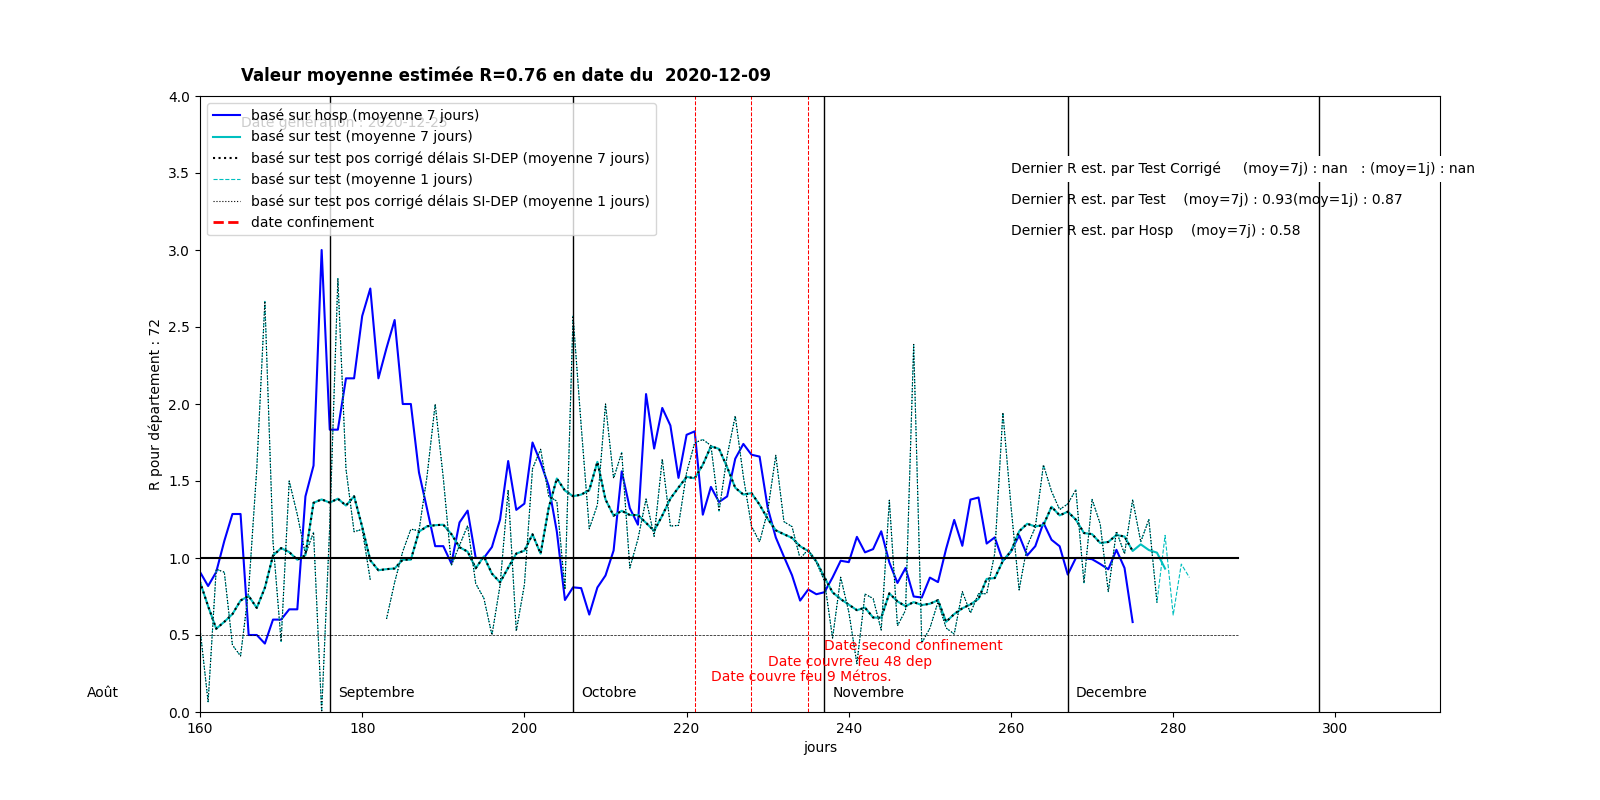 Valeur moyenne estimée R=0.76 en date du  2020-12-09
basé sur hosp (moyenne 7 jours)
basé sur test (moyenne 7 jours)
basé sur test pos corrigé délais SI-DEP (moyenne 7 jours)
basé sur test (moyenne 1 jours)
basé sur test pos corrigé délais SI-DEP (moyenne 1 jours)
date confinement
Dernier R est. par Test Corrigé     (moy=7j) : nan   : (moy=1j) : nan
Dernier R est. par Test    (moy=7j) : 0.93(moy=1j) : 0.87
Dernier R est. par Hosp    (moy=7j) : 0.58
R pour département : 72
4.0
3.5
3.0
2.5
2.0
1.5
1.0
0.5
0.0
Date second confinement
Date couvre feu 48 dep
Date couvre feu 9 Métros.
Août
Septembre
Octobre
Novembre
Decembre
160 180 200 220 240 260 280 300
jours